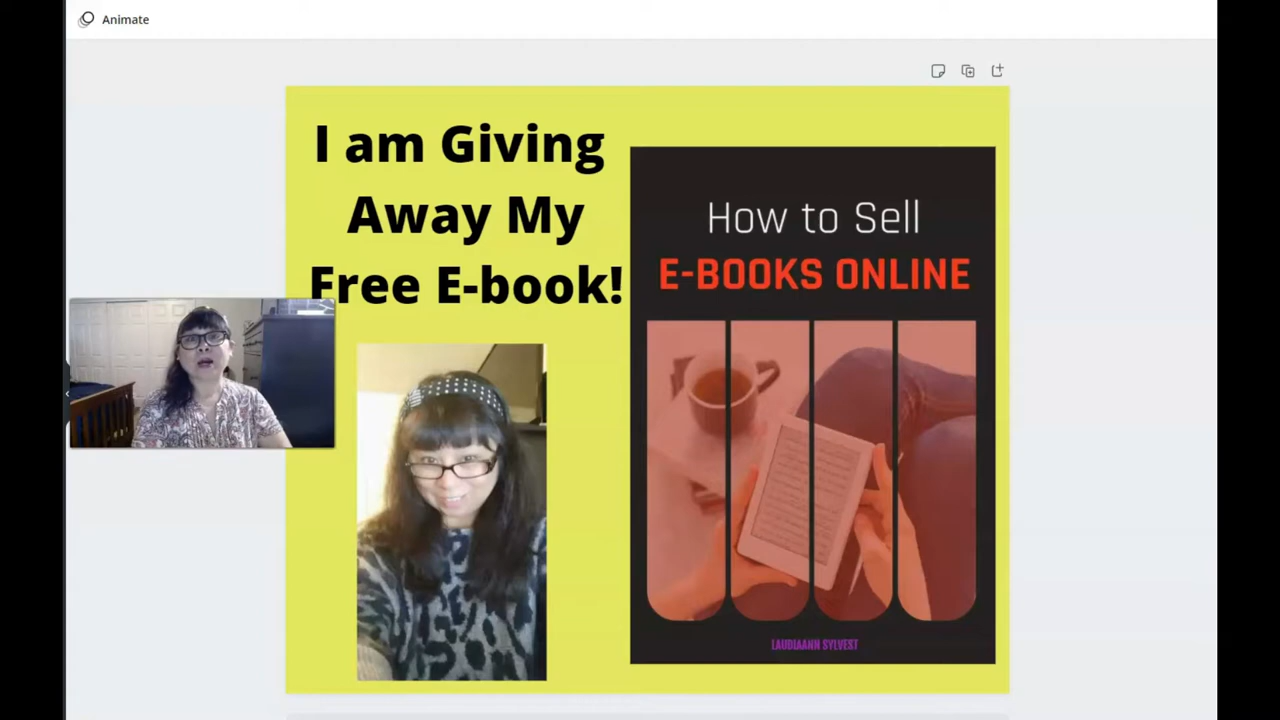 Animate
I am Giving
Away My
Free E-book!
How to Sell
E-BOOKS ONLINE
LAUDIAANN SYLVEST